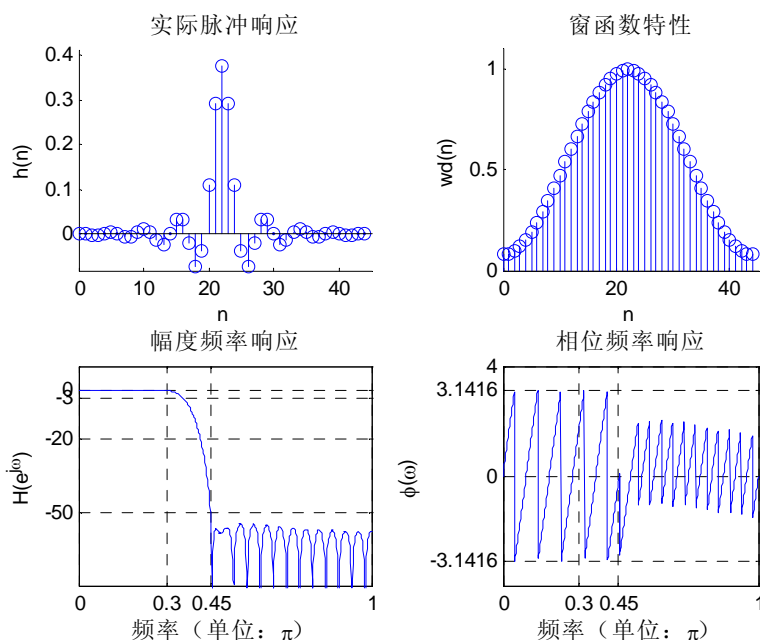 实际脉冲响应
0.4
0.3
0.2
0.1
0
h(n)
0
20
40
n
窗函数特性
1
0.5
0
wd(n)
0
20
40
n
幅度频率响应
0
-3
-20
-50
H(e^jω)
0
0.3
0.45
1
频率（单位：π）
相位频率响应
4
3.1416
0
-3.1416
ϕ(ω)
0
0.3
0.45
1
频率（单位：π）